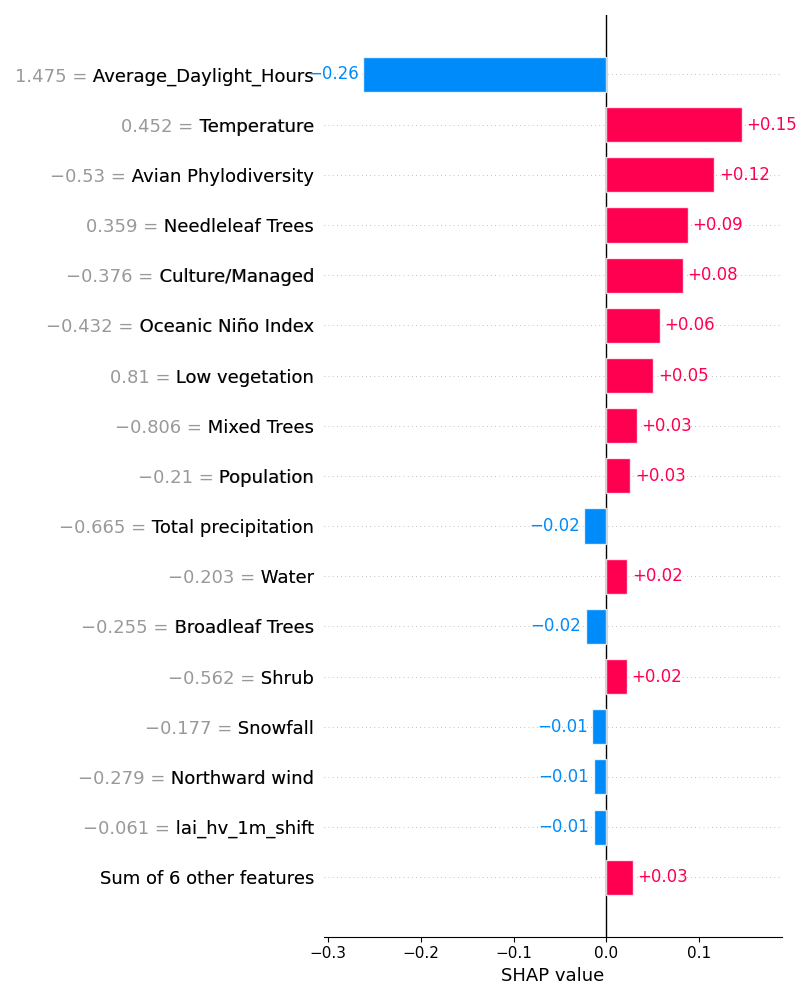 1.475 = Average_Daylight_Hours −0.26
0.452 = Temperature +0.15
−0.53 = Avian Phylodiversity +0.12
0.359 = Needleleaf Trees +0.09
−0.376 = Culture/Managed +0.08
−0.432 = Oceanic Niño Index +0.06
0.81 = Low vegetation +0.05
−0.806 = Mixed Trees +0.03
−0.21 = Population +0.03
−0.665 = Total precipitation −0.02
−0.203 = Water +0.02
−0.255 = Broadleaf Trees −0.02
−0.562 = Shrub +0.02
−0.177 = Snowfall −0.01
−0.279 = Northward wind −0.01
−0.061 = lai_hv_1m_shift −0.01
Sum of 6 other features +0.03
−0.3 −0.2 −0.1 0.0 0.1
SHAP value